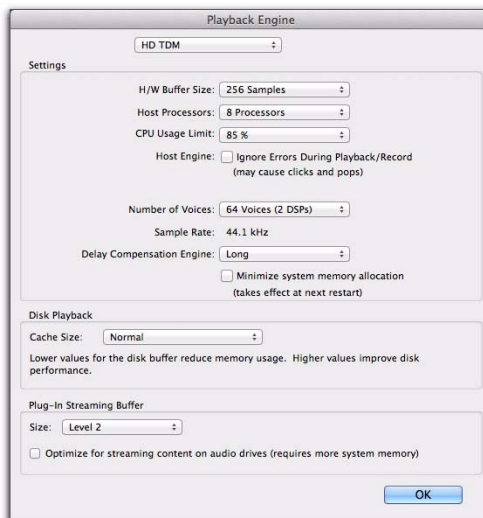 Playback Engine
HD TDM
Settings
H/W Buffer Size: 256 Samples
Host Processors: 8 Processors
CPU Usage Limit: 85 %
Host Engine: Ignore Errors During Playback/Record
(may cause clicks and pops)
Number of Voices: 64 Voices (2 DSPs)
Sample Rate: 44.1 kHz
Delay Compensation Engine: Long
Minimize system memory allocation
(takes effect at next restart)
Disk Playback
Cache Size: Normal
Lower values for the disk buffer reduce memory usage. Higher values improve disk
performance.
Plug-In Streaming Buffer
Size: Level 2
Optimize for streaming content on audio drives (requires more system memory)
OK